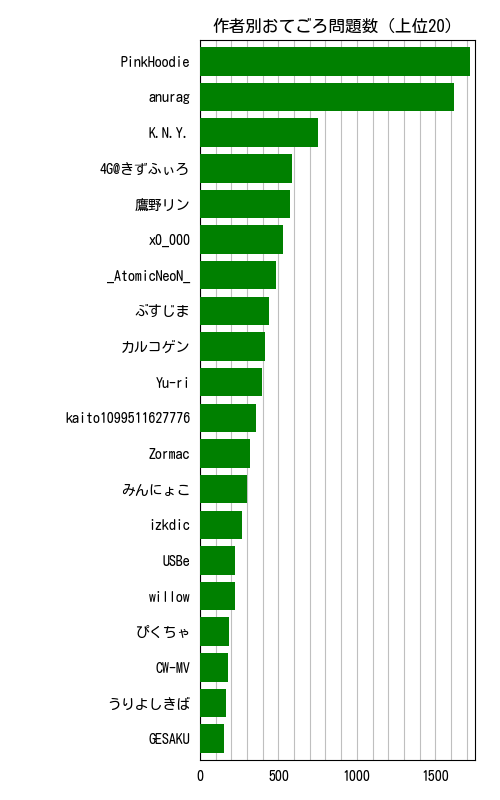 作者別おてごろ問題数 (上位20)
PinkHoodie
anurag
K.N.Y.
4G@きずふぃろ
鷹野リン
x0_000
_AtomicNeoN_
ぶすじま
カルコゲン
Yu-ri
kaito1099511627776
Zormac
みんにょこ
izkdic
USBe
willow
ぴくちゃ
CW-MV
うりよしきば
GESAKU
0 500 1000 1500